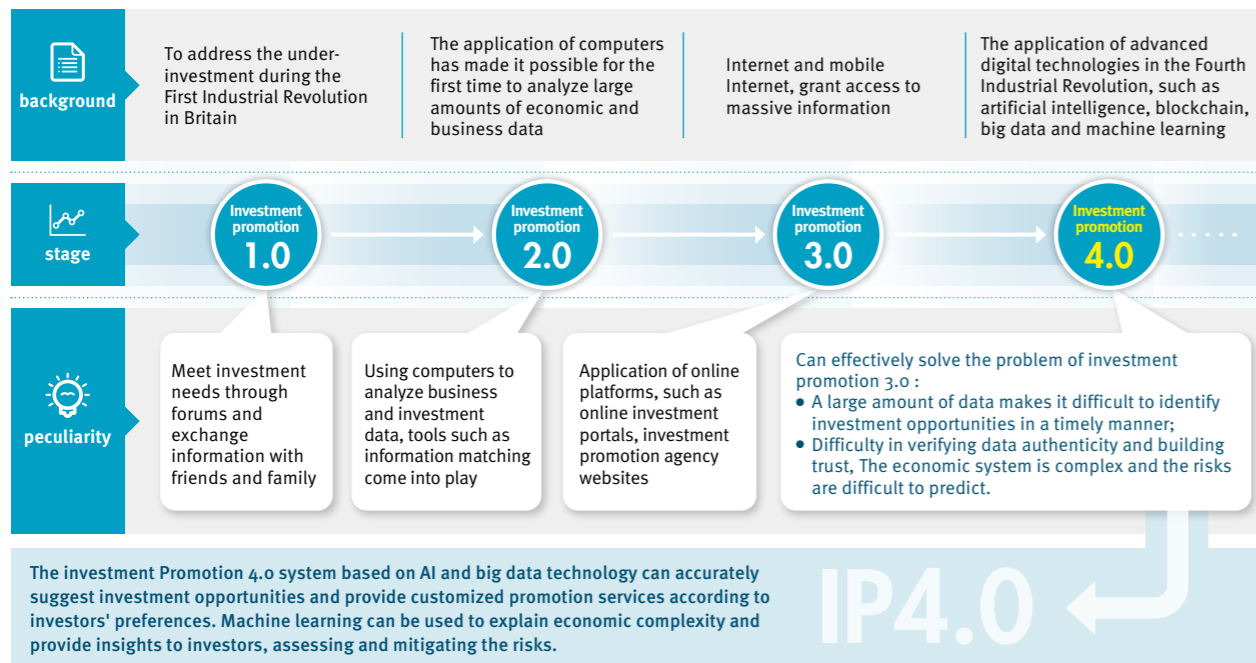 background
To address the under-
investment during the
First Industrial Revolution
in Britain
The application of computers
has made it possible for the
first time to analyze large
amounts of economic and
business data
Internet and mobile
Internet, grant access to
massive information
The application of advanced
digital technologies in the Fourth
Industrial Revolution, such as
artificial intelligence, blockchain,
big data and machine learning
stage
Investment
promotion
1.0
Investment
promotion
2.0
Investment
promotion
3.0
Investment
promotion
4.0
peculiarity
Meet investment
needs through
forums and
exchange
information with
friends and family
Using computers to
analyze business
and investment
data, tools such as
information matching
come into play
Application of online
platforms, such as
online investment
portals, investment
promotion agency
websites
Can effectively solve the problem of investment
promotion 3.0 :
• A large amount of data makes it difficult to identify
investment opportunities in a timely manner;
• Difficulty in verifying data authenticity and building
trust, The economic system is complex and the risks
are difficult to predict.
The investment Promotion 4.0 system based on AI and big data technology can accurately
suggest investment opportunities and provide customized promotion services according to
investors' preferences. Machine learning can be used to explain economic complexity and
provide insights to investors, assessing and mitigating the risks.
IP4.0